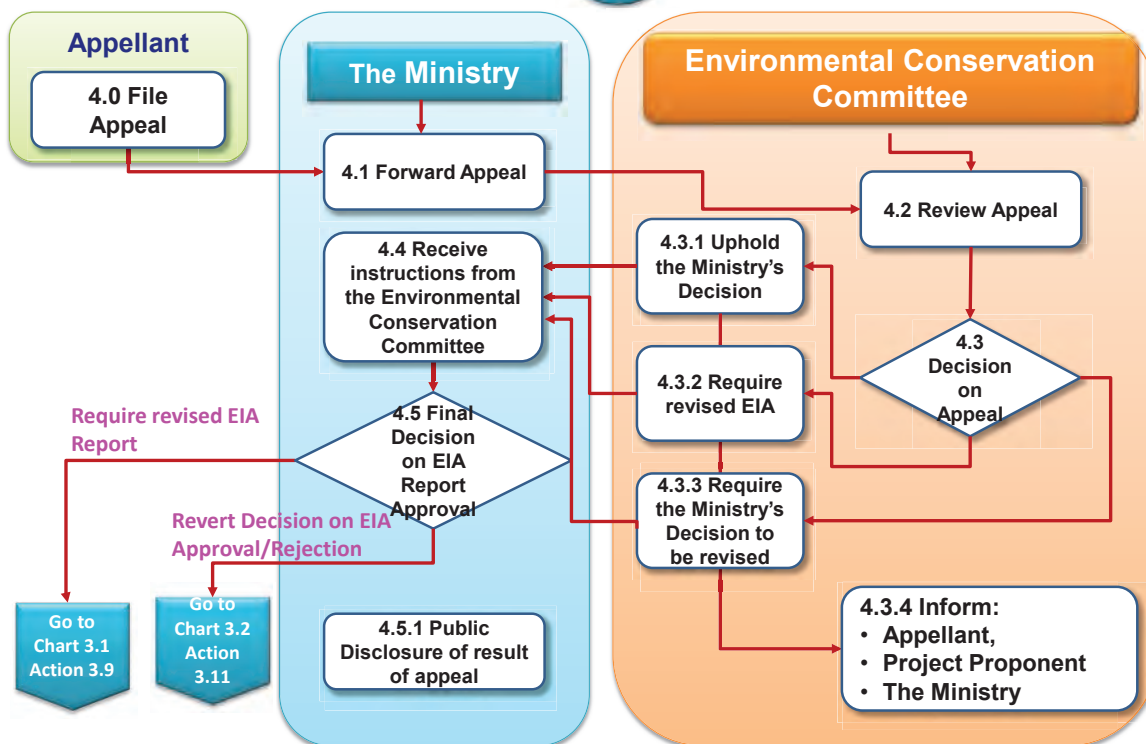 Appellant
4.0 File
Appeal
The Ministry
4.1 Forward Appeal
4.4 Receive
instructions from
the Environmental
Conservation
Committee
4.5 Final
Decision
on EIA
Report
Approval
4.5.1 Public
Disclosure of result
of appeal
Environmental Conservation
Committee
4.2 Review Appeal
4.3
Decision
on
Appeal
4.3.1 Uphold
the Ministry's
Decision
4.3.2 Require
revised EIA
4.3.3 Require
the Ministry's
Decision to
be revised
4.3.4 Inform:
• Appellant,
• Project Proponent
• The Ministry
Require revised EIA
Report
Revert Decision on EIA
Approval/Rejection
Go to
Chart 3.1
Action 3.9
Go to
Chart 3.2
Action
3.11